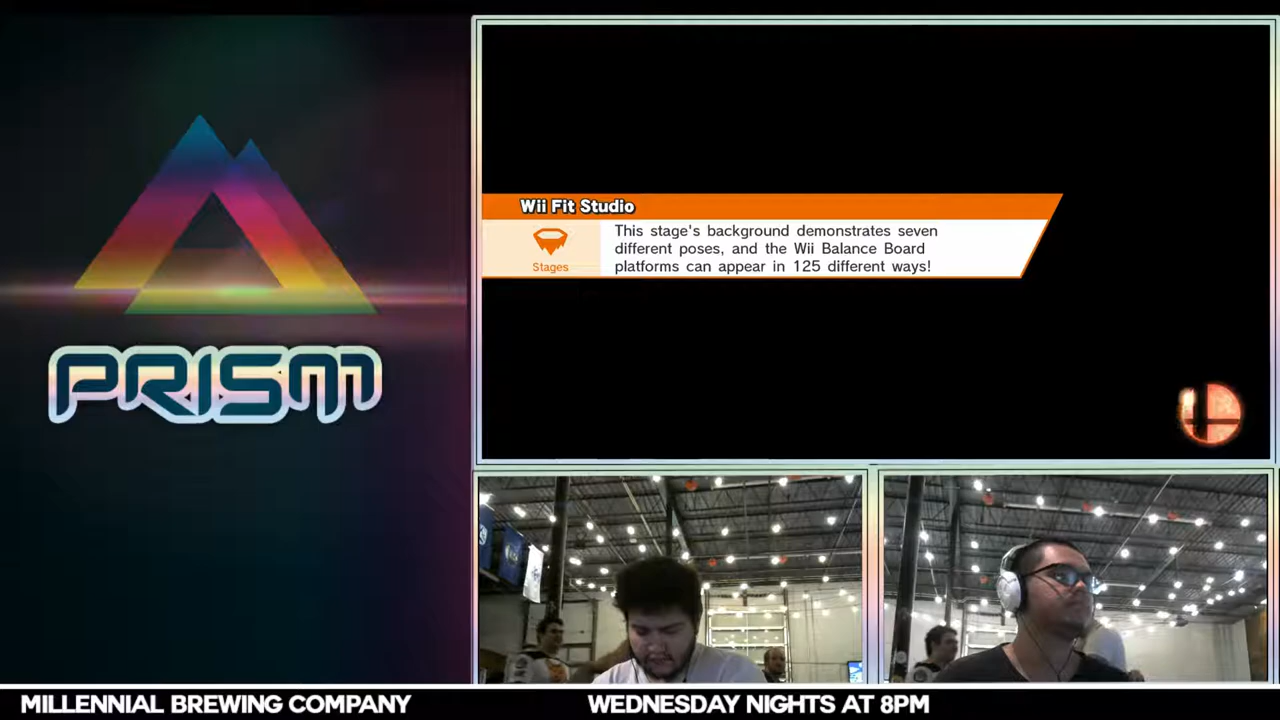 PRISM
Wii Fit Studio
Stages
This stage's background demonstrates seven
different poses, and the Wii Balance Board
platforms can appear in 125 different ways!
MILLENNIAL BREWING COMPANY
WEDNESDAY NIGHTS AT 8PM